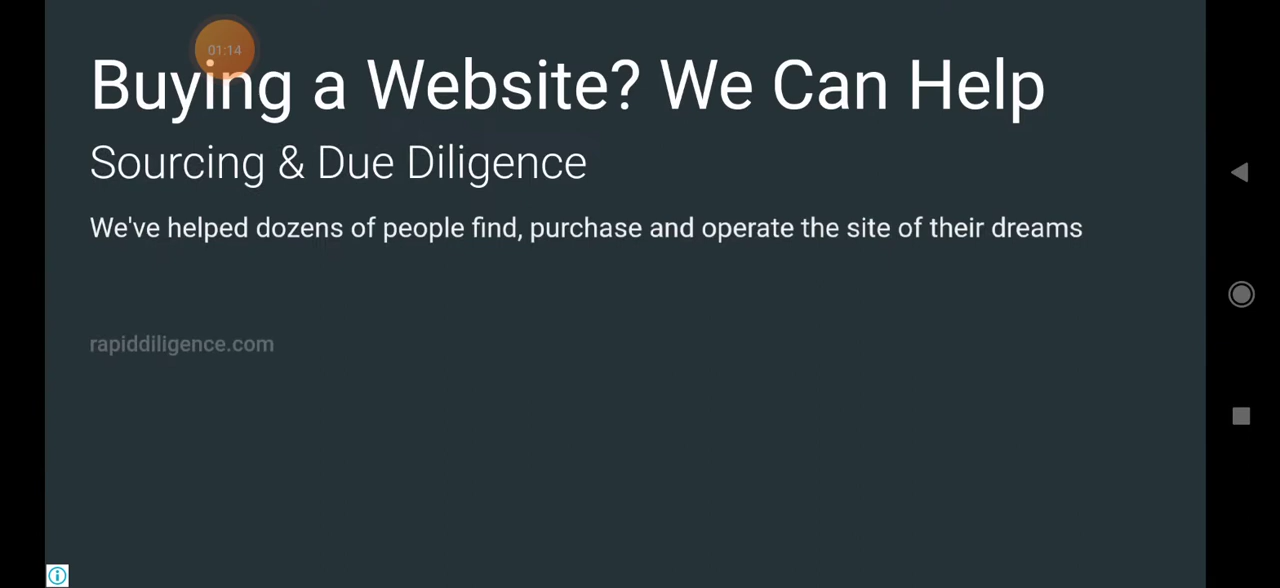 01:14
Buying a Website? We Can Help
Sourcing & Due Diligence
We've helped dozens of people find, purchase and operate the site of their dreams
rapiddiligence.com